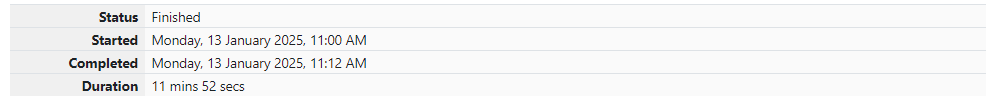 Status Finished
Started Monday, 13 January 2025, 11:00 AM
Completed Monday, 13 January 2025, 11:12 AM
Duration 11 mins 52 secs